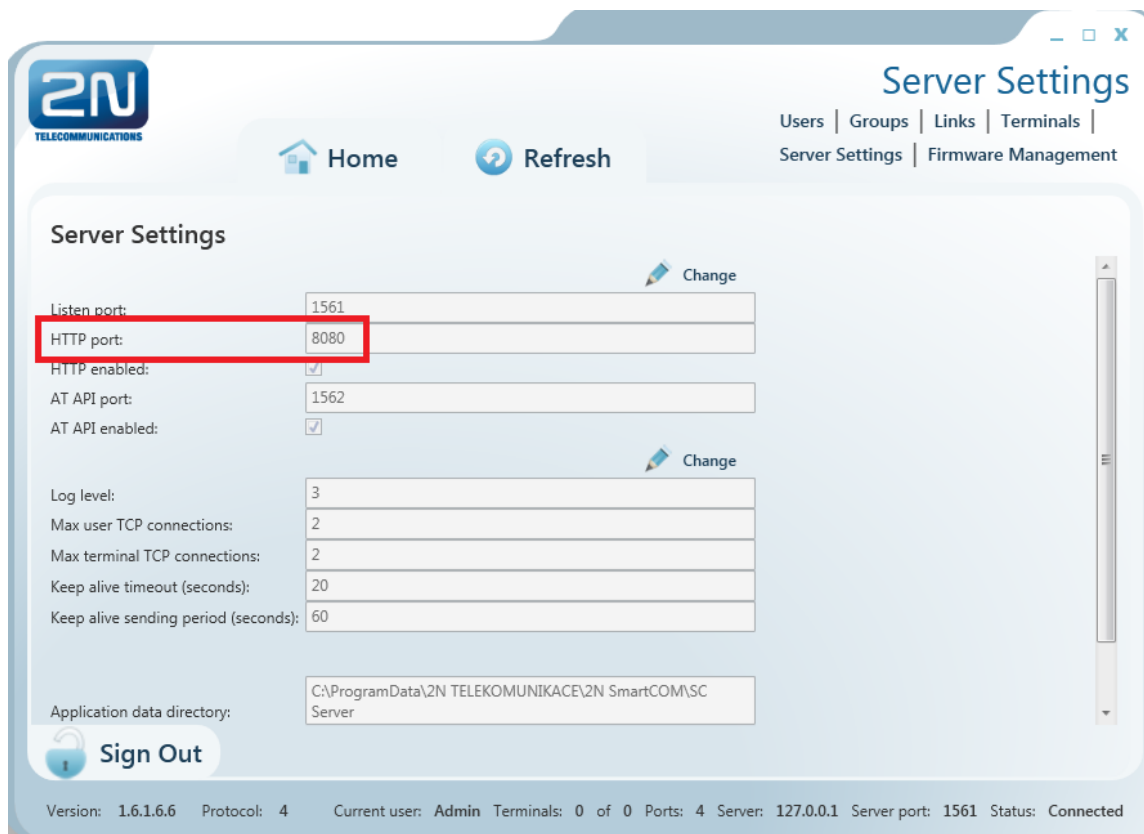 2N
TELECOMMUNICATIONS
Server Settings
Users | Groups | Links | Terminals |
Server Settings | Firmware Management
Home
Refresh
Server Settings
Change
Listen port: 1561
HTTP port: 8080
HTTP enabled:
AT API port: 1562
AT API enabled:
Change
Log level: 3
Max user TCP connections: 2
Max terminal TCP connections: 2
Keep alive timeout (seconds): 20
Keep alive sending period (seconds): 60
Application data directory: C:\ProgramData\2N TELEKOMUNIKACE\2N SmartCOM\SC
Server
Sign Out
Version: 1.6.1.6.6 Protocol: 4 Current user: Admin Terminals: 0 of 0 Ports: 4 Server: 127.0.0.1 Server port: 1561 Status: Connected